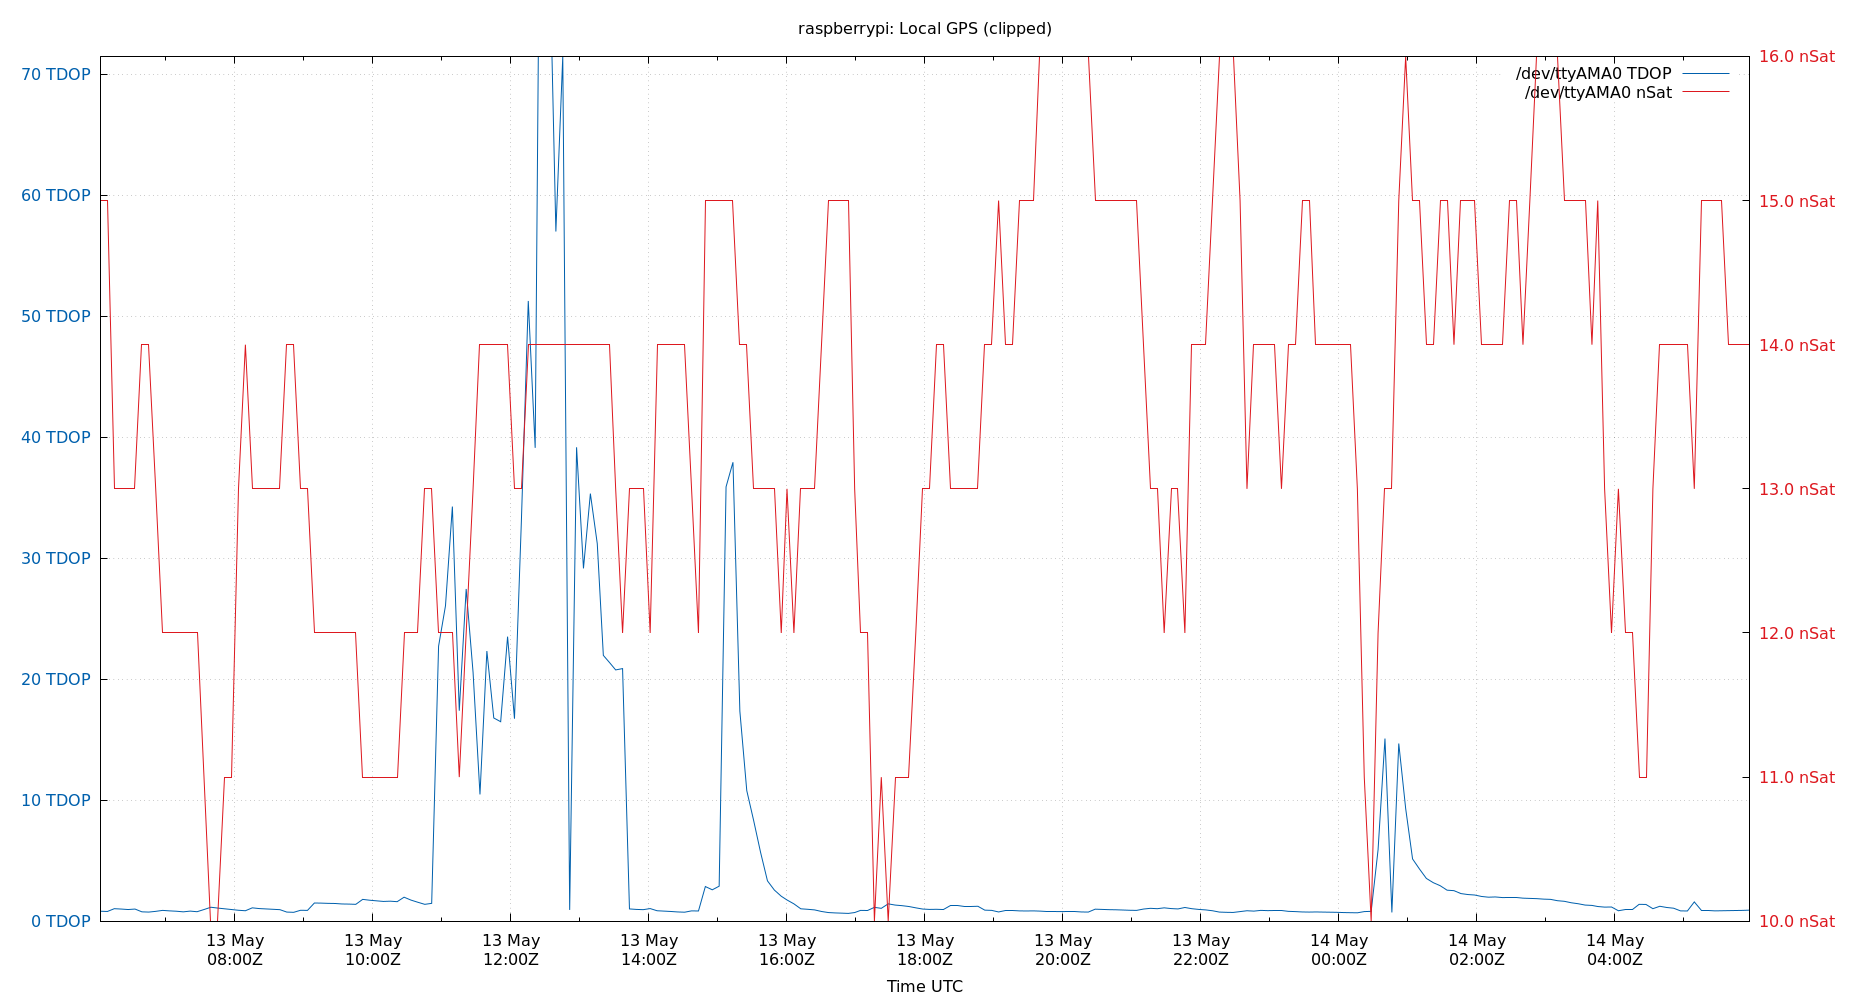 raspberrypi: Local GPS (clipped)
70 TDOP
60 TDOP
50 TDOP
40 TDOP
30 TDOP
20 TDOP
10 TDOP
0 TDOP
16.0 nSat
15.0 nSat
14.0 nSat
13.0 nSat
12.0 nSat
11.0 nSat
10.0 nSat
/dev/ttyAMA0 TDOP
/dev/ttyAMA0 nSat
13 May
08:00Z
13 May
10:00Z
13 May
12:00Z
13 May
14:00Z
13 May
16:00Z
13 May
18:00Z
13 May
20:00Z
13 May
22:00Z
14 May
00:00Z
14 May
02:00Z
14 May
04:00Z
Time UTC